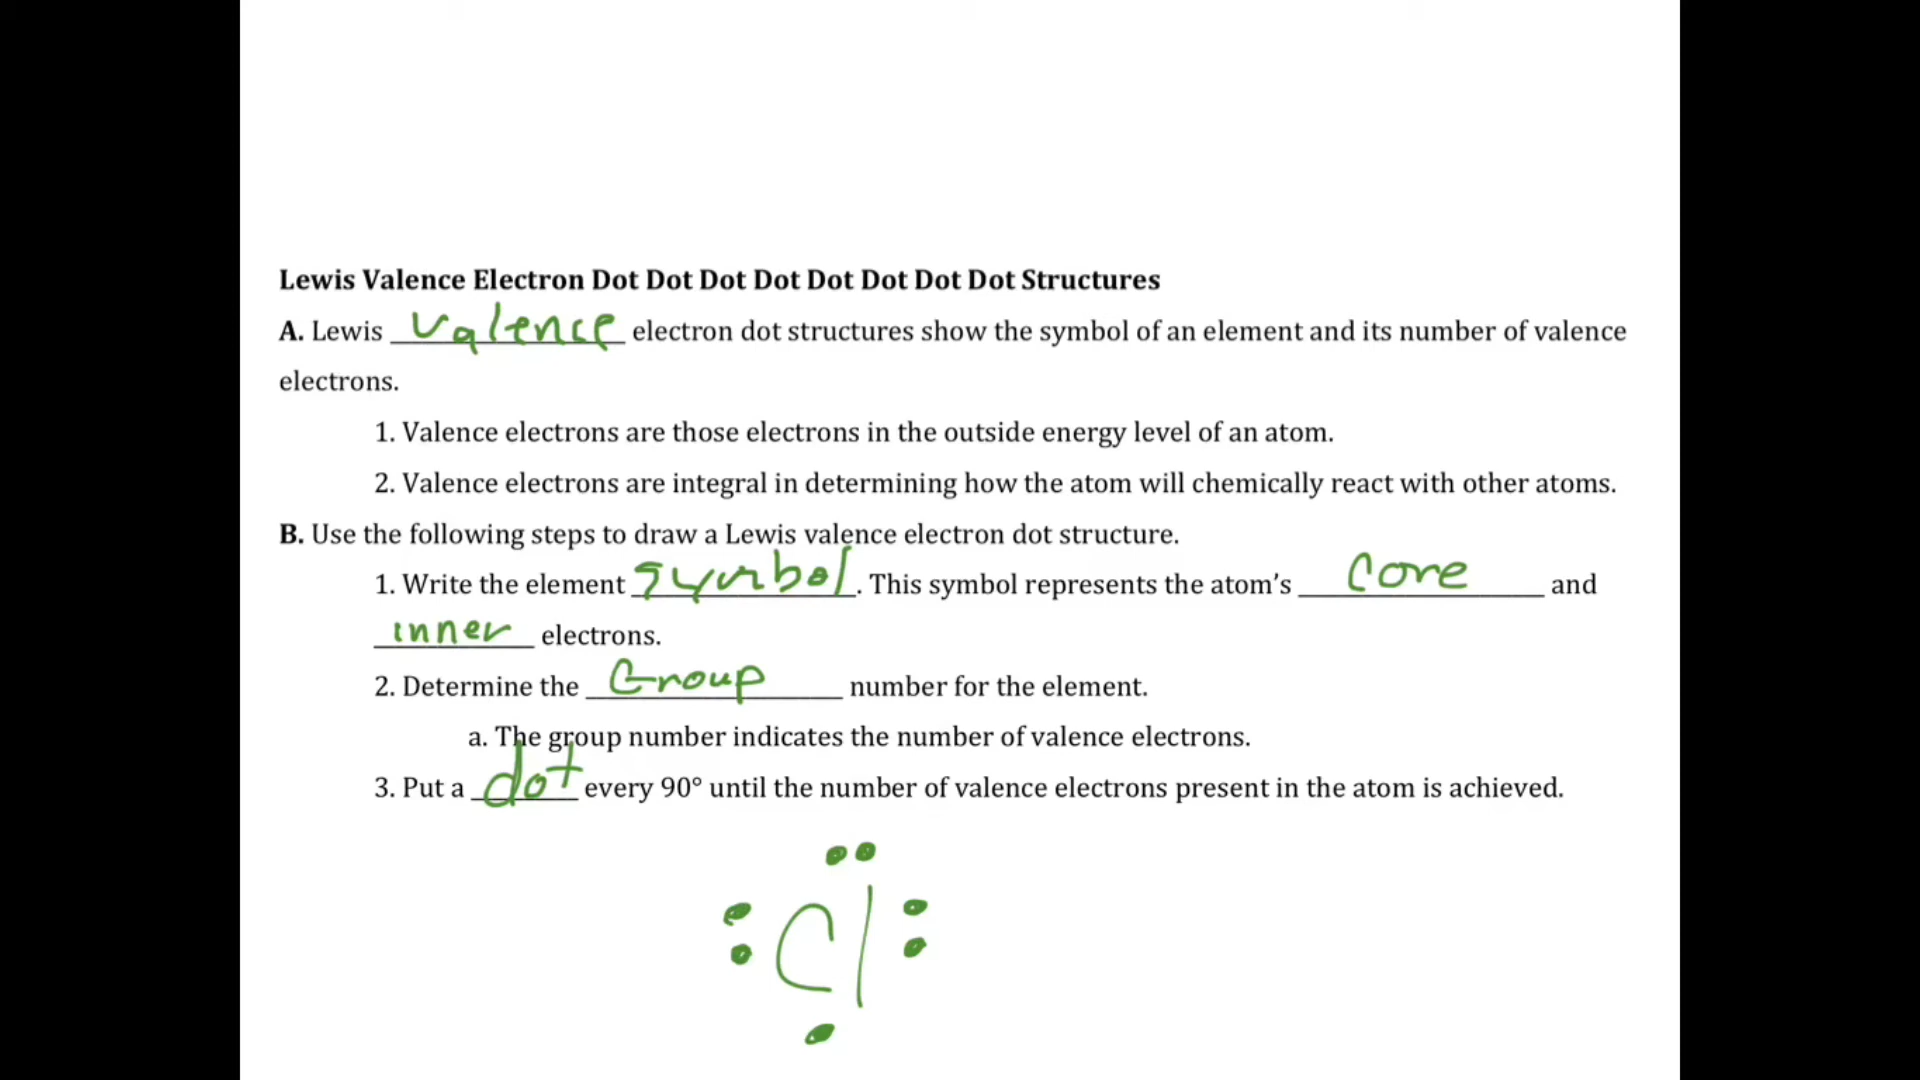 Lewis Valence Electron Dot Dot Dot Dot Dot Dot Dot Dot Structures
A. Lewis valence electron dot structures show the symbol of an element and its number of valence
electrons.
1. Valence electrons are those electrons in the outside energy level of an atom.
2. Valence electrons are integral in determining how the atom will chemically react with other atoms.
B. Use the following steps to draw a Lewis valence electron dot structure.
1. Write the element symbol. This symbol represents the atom’s core and
inner electrons.
2. Determine the Group number for the element.
a. The group number indicates the number of valence electrons.
3. Put a dot every 90° until the number of valence electrons present in the atom is achieved.
Cl